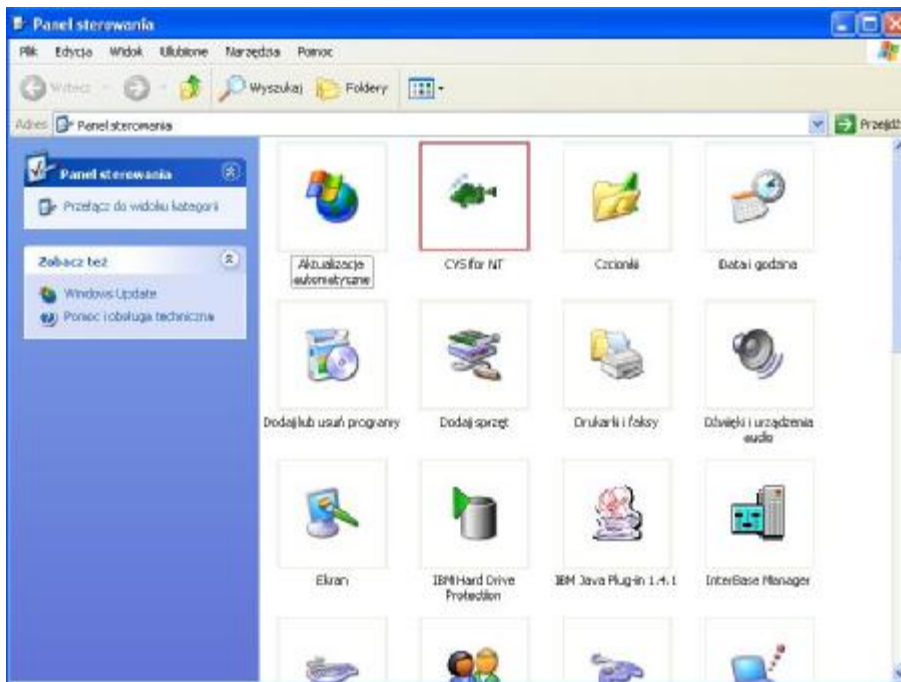 Panel sterowania
Plik Edycja Widok Ulubione Narzędzia Pomoc
Wstecz Wyszukaj Foldery
Adres Panel sterowania Przejdź
Panel sterowania
Przełącz do widoku kategorii
Zobacz też
Windows Update
Pomoc i obsługa techniczna
Aktualizacje
automatyczne
CVS for NT
Czcionki
Data i godzina
Dodaj lub usuń programy
Dodaj sprzęt
Drukarki i faksy
Dźwięki i urządzenia
audio
Ekran
IBM Hard Drive
Protection
IBM Java Plug-in 1.4.1
InterBase Manager